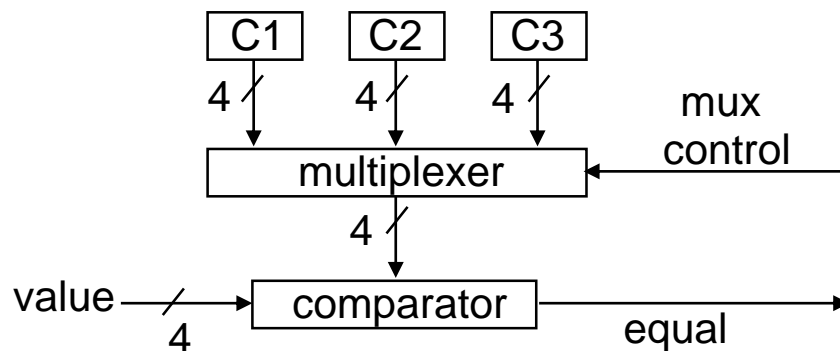 C1 C2 C3
4 4 4
mux
control
multiplexer
4
value
comparator
4
equal